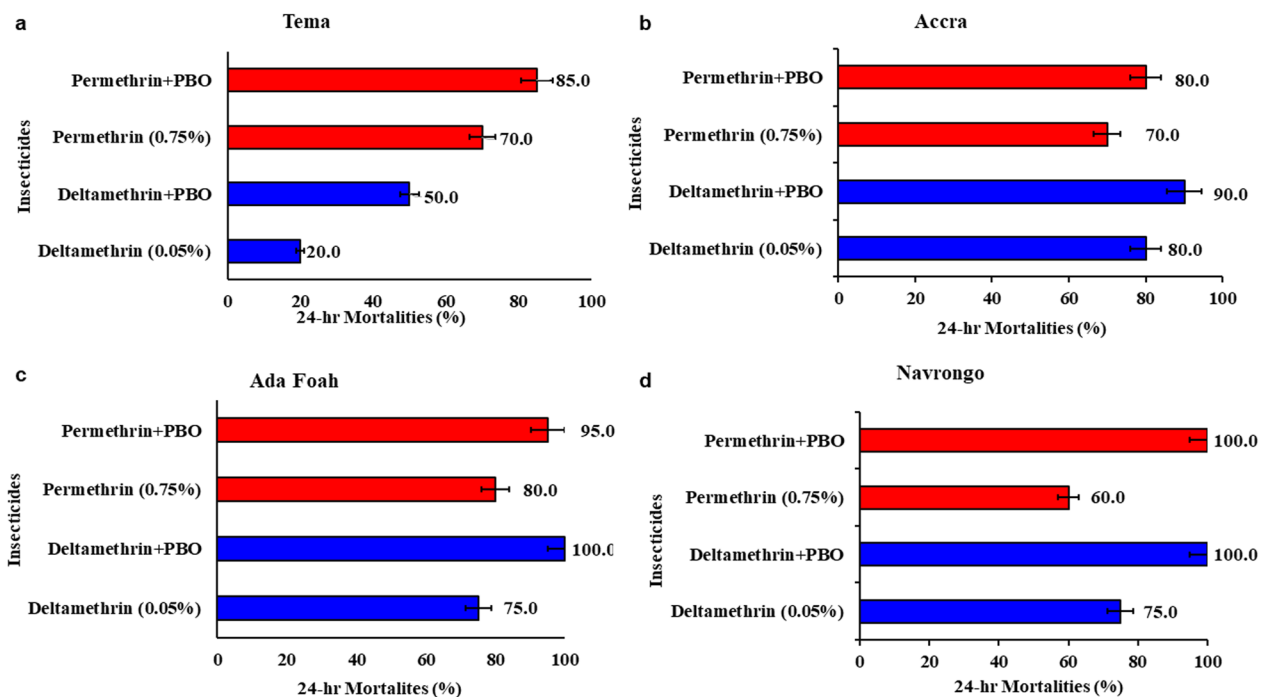 a
Tema
Insecticides
Permethrin+PBO
85.0
Permethrin (0.75%)
70.0
Deltamethrin+PBO
50.0
Deltamethrin (0.05%)
20.0
0 20 40 60 80 100
24-hr Mortalities (%)
b
Accra
Insecticides
Permethrin+PBO
80.0
Permethrin (0.75%)
70.0
Deltamethrin+PBO
90.0
Deltamethrin (0.05%)
80.0
0 20 40 60 80 100
24-hr Mortalities (%)
c
Ada Foah
Insecticides
Permethrin+PBO
95.0
Permethrin (0.75%)
80.0
Deltamethrin+PBO
100.0
Deltamethrin (0.05%)
75.0
0 20 40 60 80 100
24-hr Mortalites (%)
d
Navrongo
Insecticides
Permethrin+PBO
100.0
Permethrin (0.75%)
60.0
Deltamethrin+PBO
100.0
Deltamethrin (0.05%)
75.0
0 20 40 60 80 100
24-hr Mortalities (%)